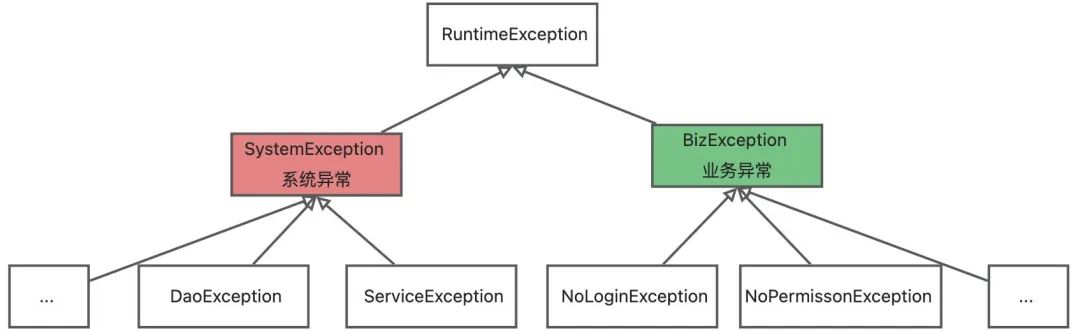 RuntimeException
SystemException
系统异常
BizException
业务异常
...
DaoException
ServiceException
NoLoginException
NoPermissonException
...